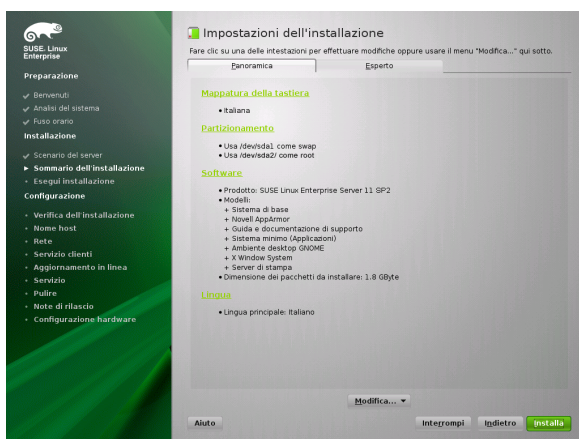 SUSE. Linux
Enterprise
Preparazione
Benvenuti
Analisi del sistema
Fuso orario
Installazione
Scenario del server
Sommario dell'installazione
Esegui installazione
Configurazione
Verifica dell'installazione
Nome host
Rete
Servizio clienti
Aggiornamento in linea
Servizio
Pulire
Note di rilascio
Configurazione hardware
Impostazioni dell'installazione
Fare clic su una delle intestazioni per effettuare modifiche oppure usare il menu "Modifica..." qui sotto.
Panoramica
Esperto
Mappatura della tastiera
• Italiana
Partizionamento
• Usa /dev/sda1 come swap
• Usa /dev/sda2/ come root
Software
• Prodotto: SUSE Linux Enterprise Server 11 SP2
• Modelli:
+ Sistema di base
+ Novell AppArmor
+ Guida e documentazione di supporto
+ Sistema minimo (Applicazioni)
+ Ambiente desktop GNOME
+ X Window System
+ Server di stampa
• Dimensione dei pacchetti da installare: 1.8 GByte
Lingua
• Lingua principale: Italiano
Modifica...
Aiuto
Interrompi
Indietro
Installa